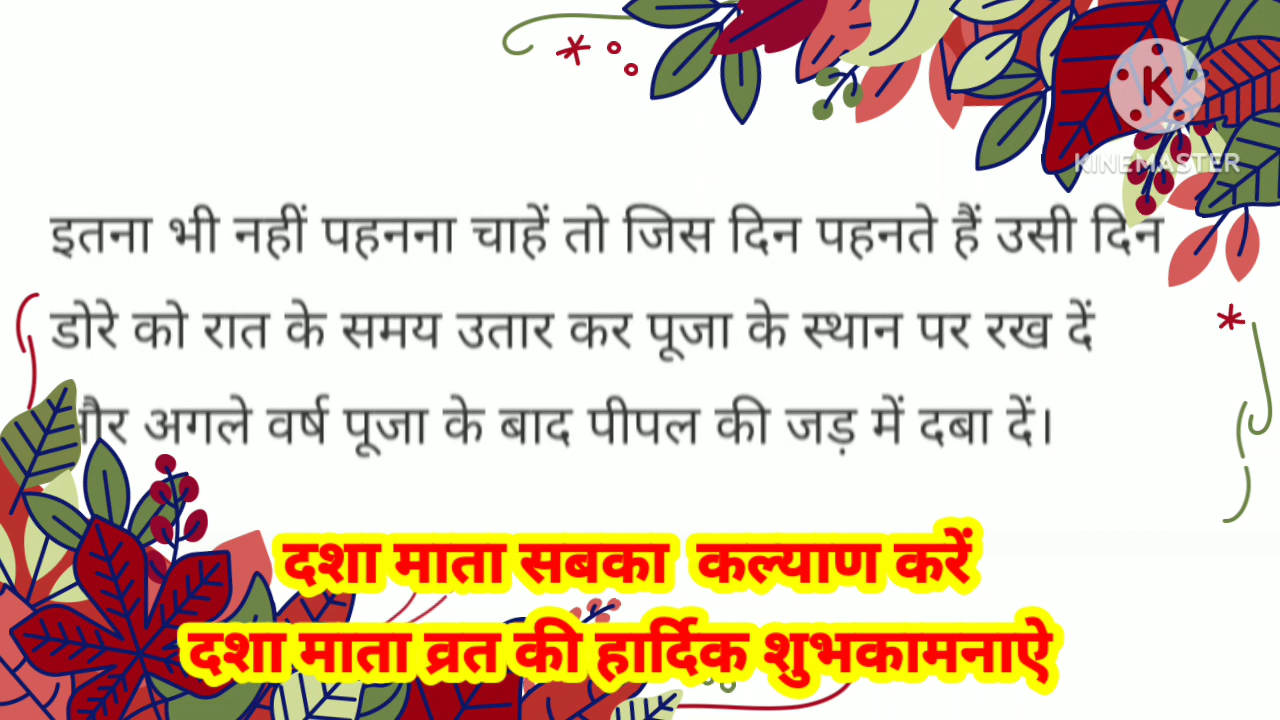 K
KINEMASTER
इतना भी नहीं पहनना चाहें तो जिस दिन पहनते हैं उसी दिन
डोरे को रात के समय उतार कर पूजा के स्थान पर रख दें
और अगले वर्ष पूजा के बाद पीपल की जड़ में दबा दें।
दशा माता सबका कल्याण करें
दशा माता व्रत की हार्दिक शुभकामनाऐ